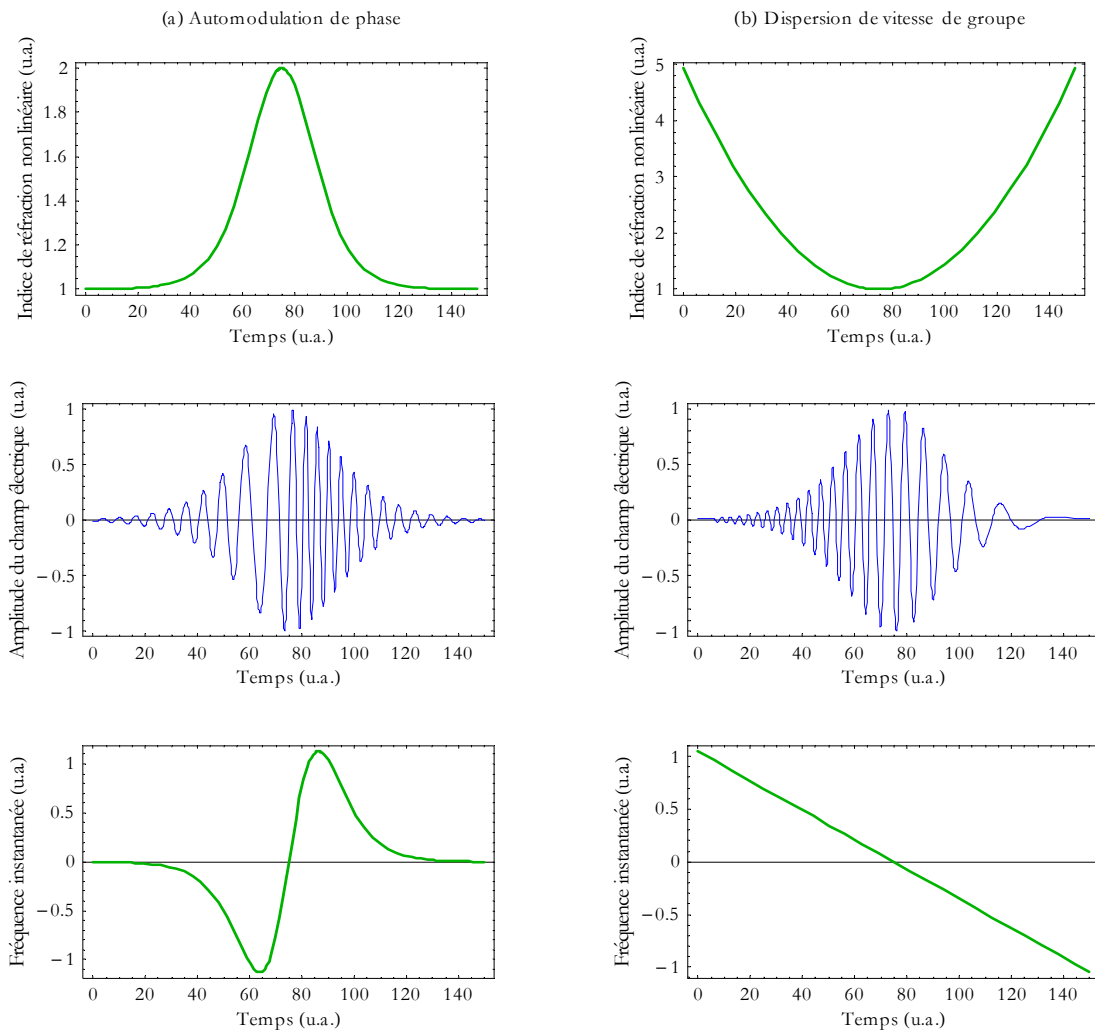 (a) Automodulation de phase
Indice de réfraction non linéaire (u.a.)
2
1.8
1.6
1.4
1.2
1
0 20 40 60 80 100 120 140
Temps (u.a.)
Amplitude du champ électrique (u.a.)
1
0.5
0
−0.5
−1
0 20 40 60 80 100 120 140
Temps (u.a.)
Fréquence instantanée (u.a.)
1
0.5
0
−0.5
−1
0 20 40 60 80 100 120 140
Temps (u.a.)
(b) Dispersion de vitesse de groupe
Indice de réfraction non linéaire (u.a.)
5
4
3
2
1
0 20 40 60 80 100 120 140
Temps (u.a.)
Amplitude du champ électrique (u.a.)
1
0.5
0
−0.5
−1
0 20 40 60 80 100 120 140
Temps (u.a.)
Fréquence instantanée (u.a.)
1
0.5
0
−0.5
−1
0 20 40 60 80 100 120 140
Temps (u.a.)